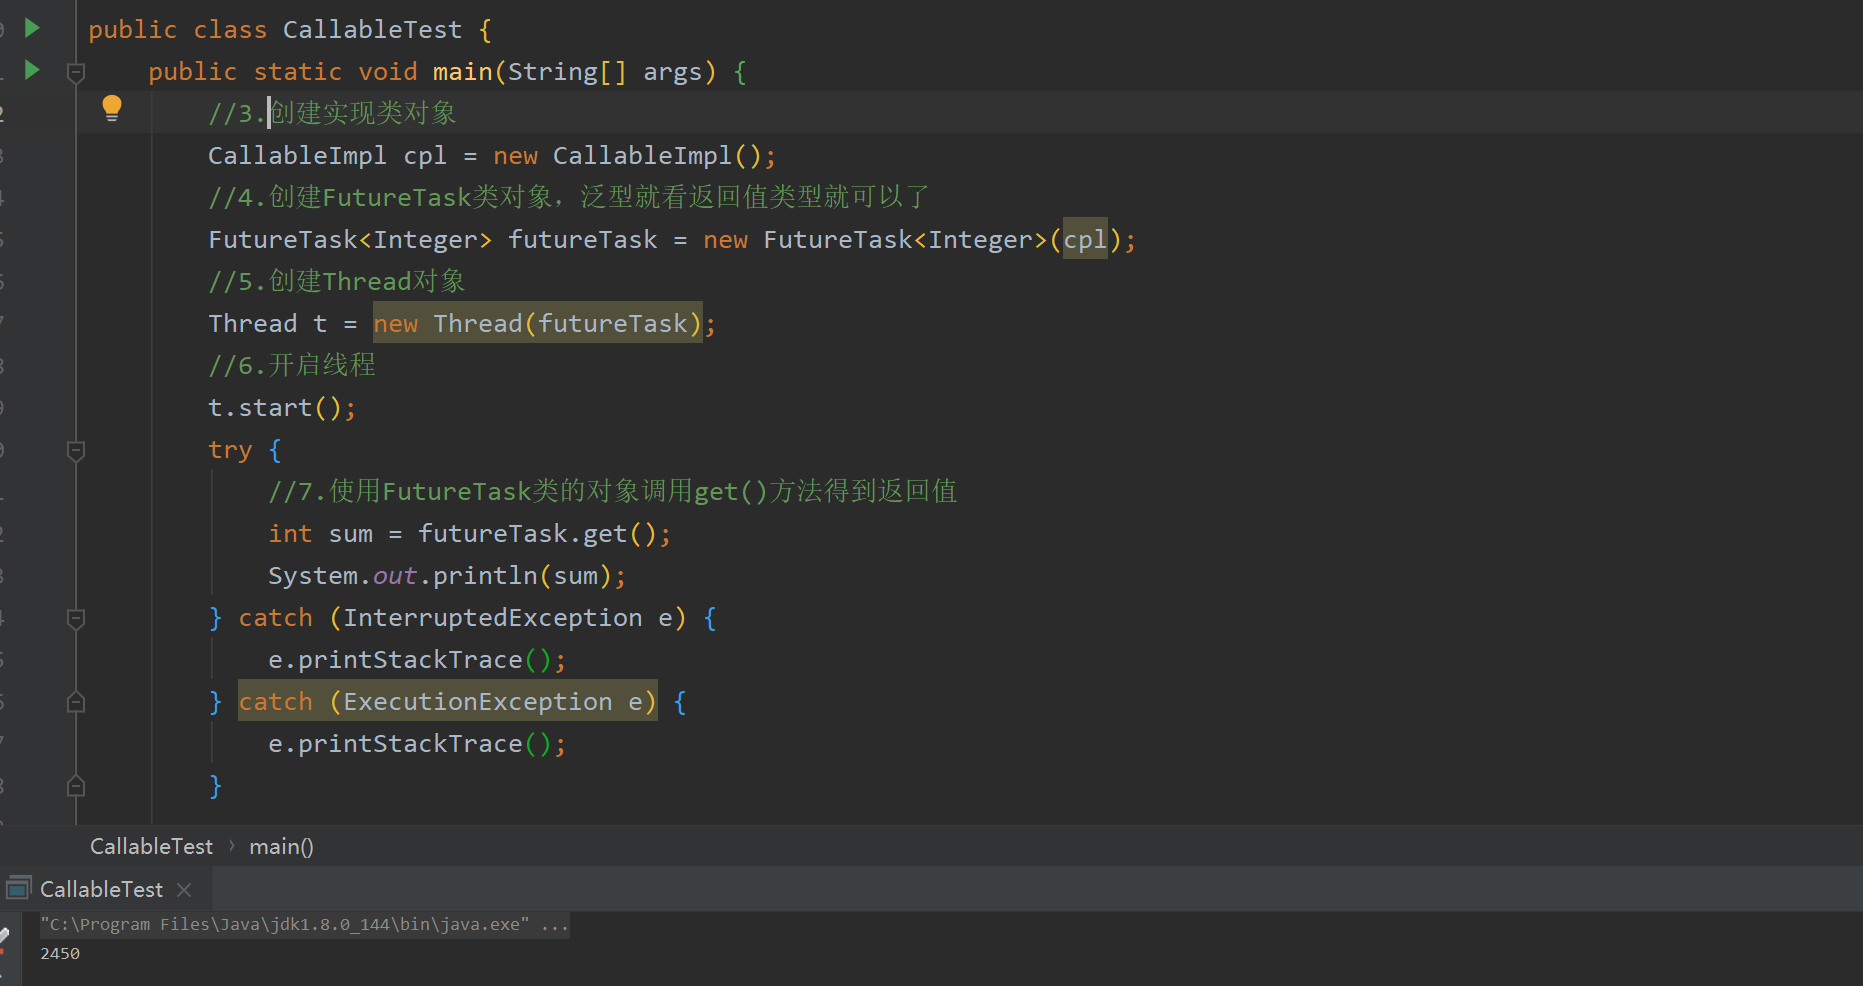 public class CallableTest {
public static void main(String[] args) {
//3.创建实现类对象
CallableImpl cpl = new CallableImpl();
//4.创建FutureTask类对象，泛型就看返回值类型就可以了
FutureTask<Integer> futureTask = new FutureTask<Integer>(cpl);
//5.创建Thread对象
Thread t = new Thread(futureTask);
//6.开启线程
t.start();
try {
//7.使用FutureTask类的对象调用get()方法得到返回值
int sum = futureTask.get();
System.out.println(sum);
} catch (InterruptedException e) {
e.printStackTrace();
} catch (ExecutionException e) {
e.printStackTrace();
}
CallableTest › main()
CallableTest ×
"C:\Program Files\Java\jdk1.8.0_144\bin\java.exe" ...
2450